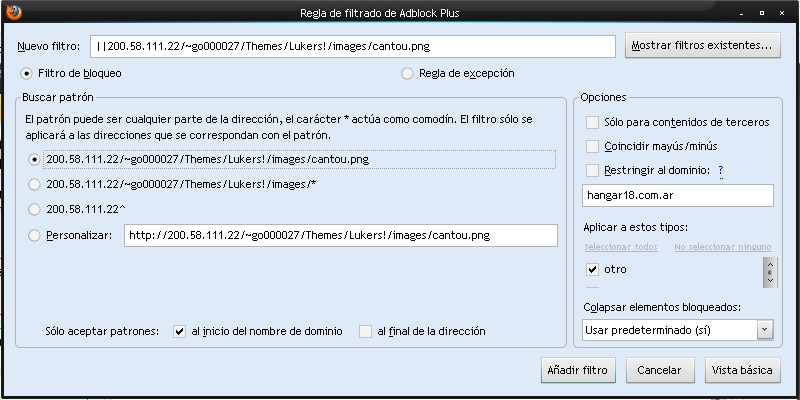 Regla de filtrado de Adblock Plus
Nuevo filtro: ||200.58.111.22/~go000027/Themes/Lukers!/images/cantou.png Mostrar filtros existentes...
Filtro de bloqueo Regla de excepción
Buscar patrón
El patrón puede ser cualquier parte de la dirección, el carácter * actúa como comodín. El filtro sólo se
aplicará a las direcciones que se correspondan con el patrón.
200.58.111.22/~go000027/Themes/Lukers!/images/cantou.png
200.58.111.22/~go000027/Themes/Lukers!/images/*
200.58.111.22^
Personalizar: http://200.58.111.22/~go000027/Themes/Lukers!/images/cantou.png
Sólo aceptar patrones: al inicio del nombre de dominio al final de la dirección
Opciones
Sólo para contenidos de terceros
Coincidir mayús/minús
Restringir al dominio: ?
hangar18.com.ar
Aplicar a estos tipos:
Seleccionar todos No seleccionar ninguno
otro
Colapsar elementos bloqueados:
Usar predeterminado (sí)
Añadir filtro Cancelar Vista básica